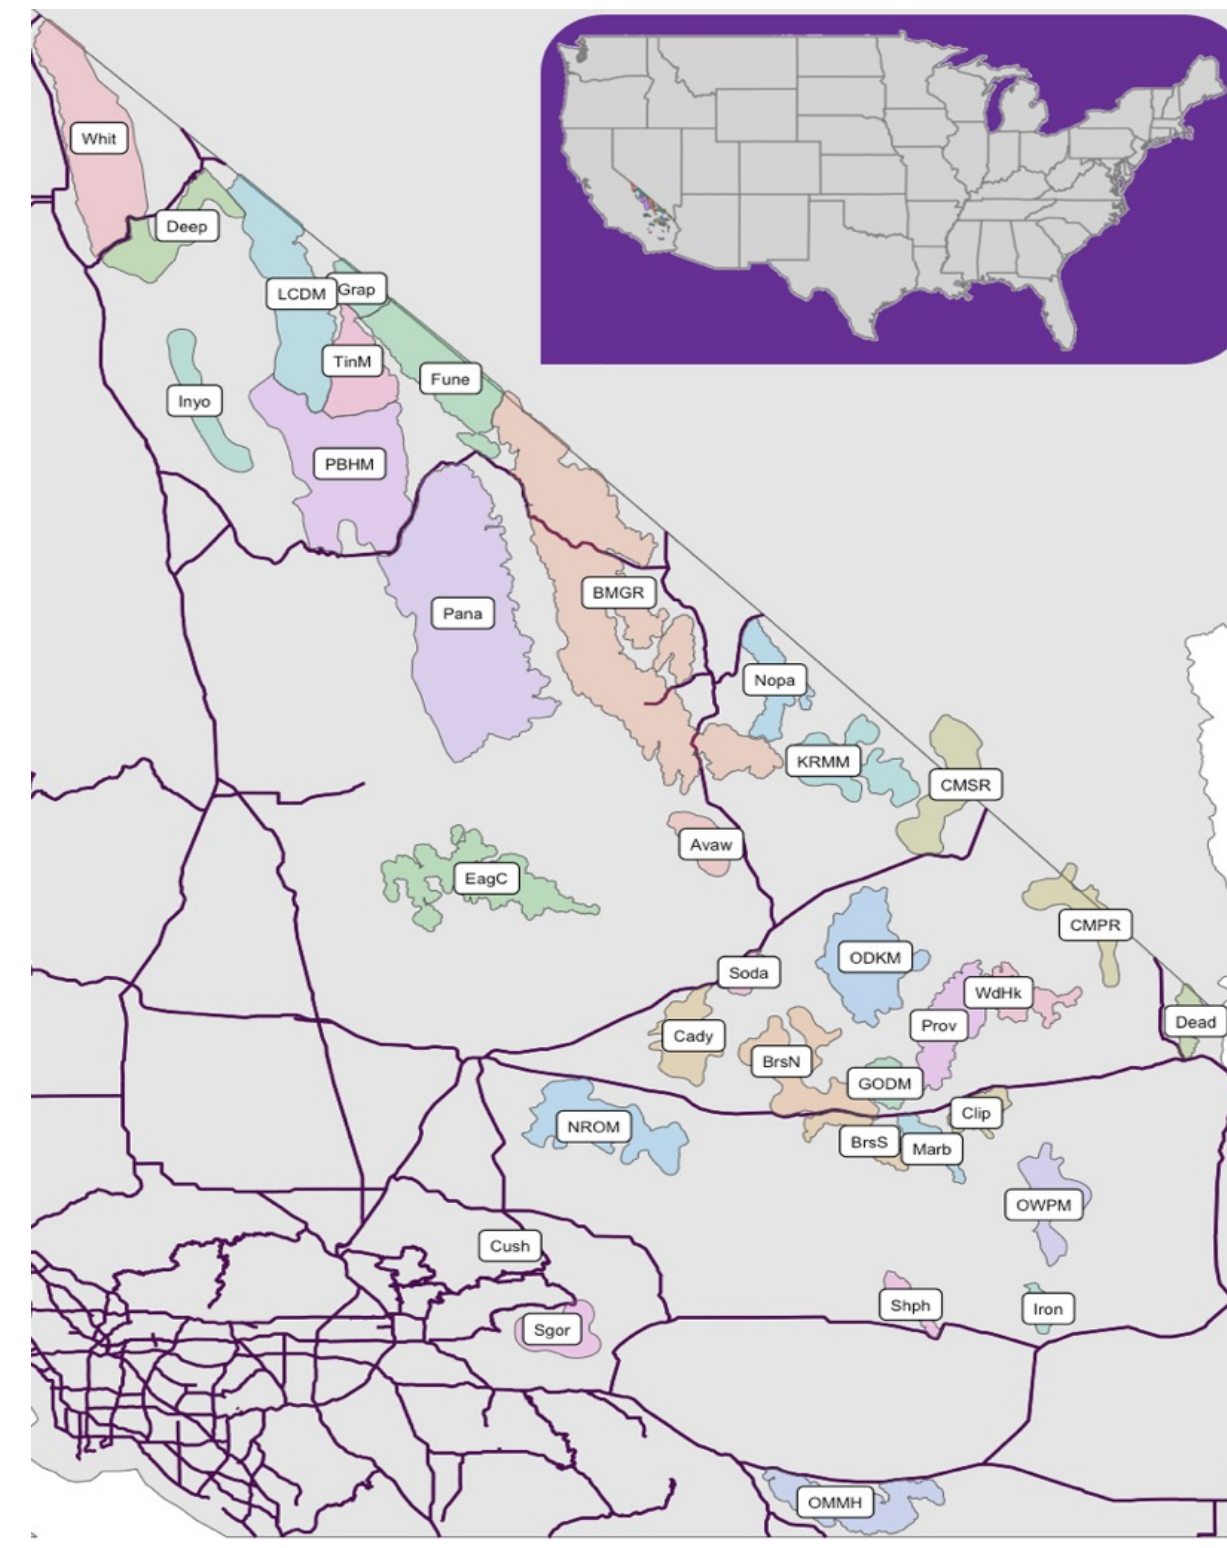 Whit
Deep
LCDM
Grap
TinM
Fune
Inyo
PBHM
BMGR
Pana
Nopa
KRMM
CMSR
Avaw
EagC
CMPR
ODKM
Soda
WdHk
Prov
Dead
Cady
BrsN
GODM
Clip
NROM
BrsS
Marb
OWPM
Cush
Shph
Iron
Sgor
OMMH